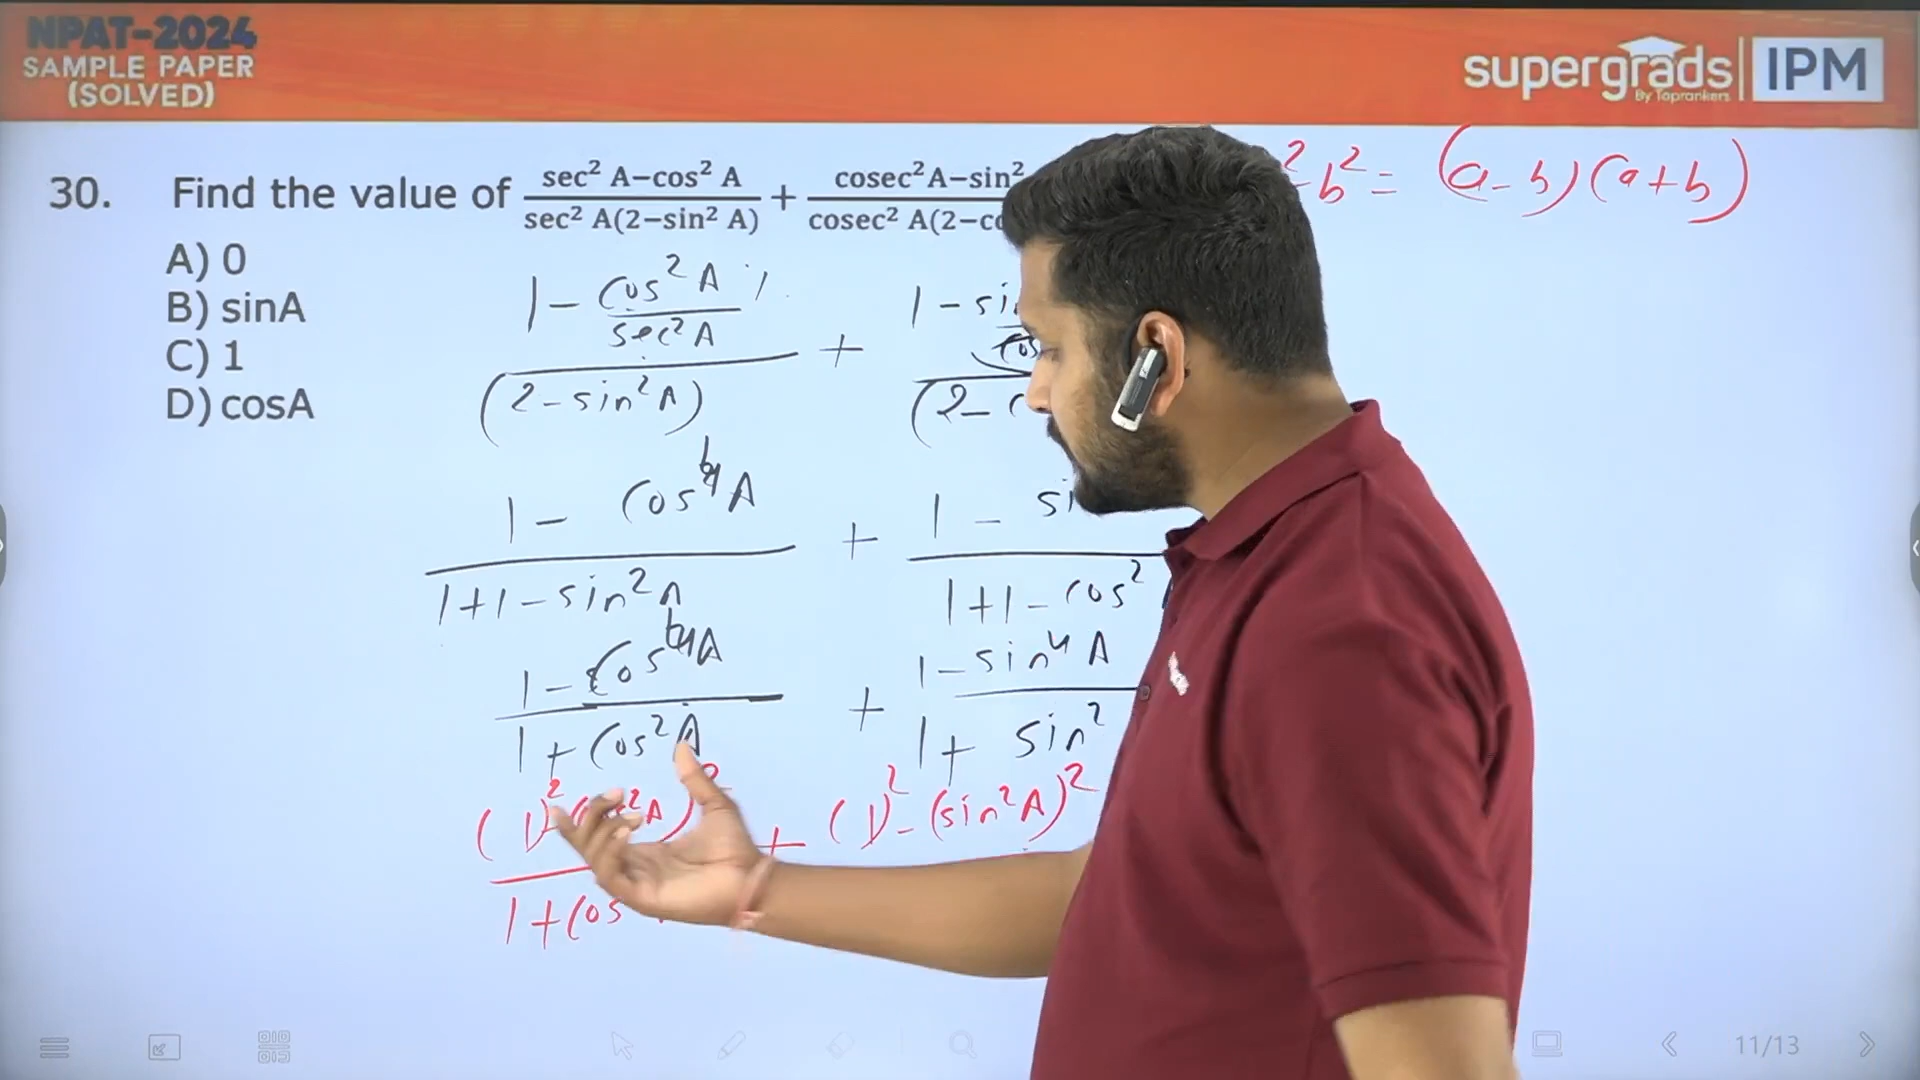 NPAT-2024
SAMPLE PAPER
(SOLVED)
supergrads
By Toprankers
IPM
30. Find the value of sec² A−cos² A / sec² A(2−sin² A) + cosec² A−sin² / cosec² A(2−
A) 0
B) sinA
C) 1
D) cosA
b² = (a-b)(a+b)
1 - cos²A / sec²A + 1 -
(2 - sin²A) (2 -
1 - cos⁴A + 1 -
1+1-sin²A 1+1-cos²
1-cos⁴A + 1-sin⁴A
1+cos²A 1+sin²
(1)² + (1)² - (sin²A)²
1+cos
11/13